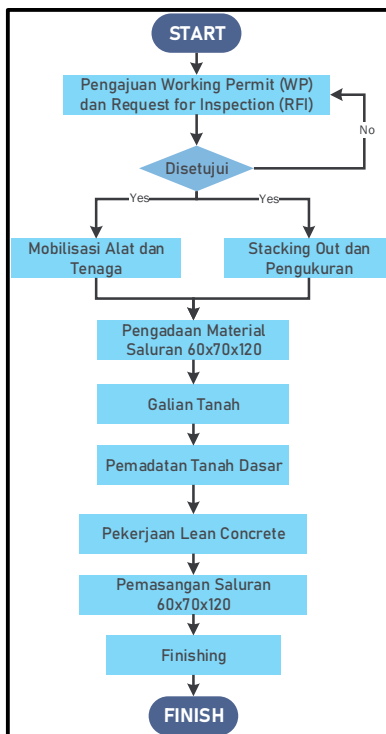 START
Pengajuan Working Permit (WP)
dan Request for Inspection (RFI)
No
Disetujui
Yes
Yes
Mobilisasi Alat dan
Tenaga
Stacking Out dan
Pengukuran
Pengadaan Material
Saluran 60x70x120
Galian Tanah
Pemadatan Tanah Dasar
Pekerjaan Lean Concrete
Pemasangan Saluran
60x70x120
Finishing
FINISH